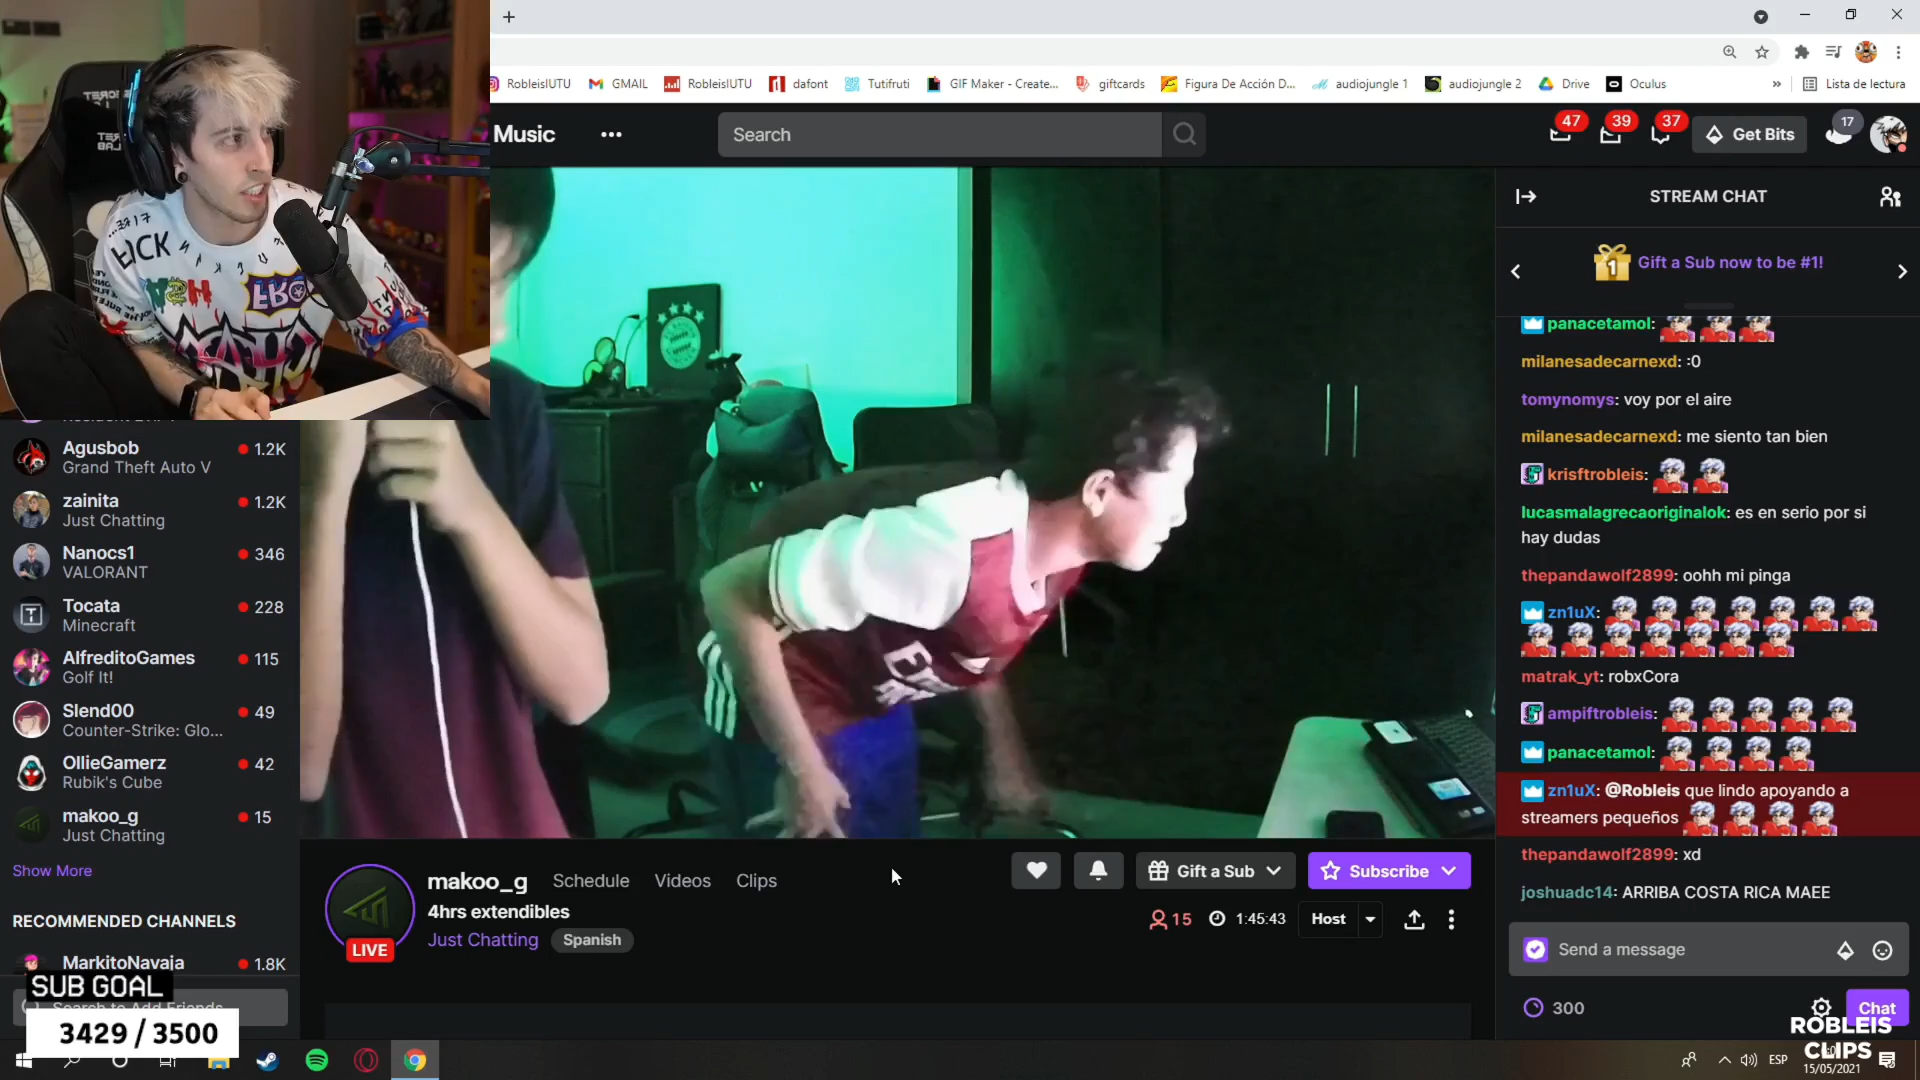 RobleisIUTU
GMAIL
RobleisIUTU
dafont
Tutifruti
GIF Maker - Create...
giftcards
Figura De Acción D...
audiojungle 1
audiojungle 2
Drive
Oculus
»
Lista de lectura
Music
Search
47
39
37
Get Bits
17
STREAM CHAT
1
Gift a Sub now to be #1!
panacetamol:
milanesadecarnexd: :0
tomynomys: voy por el aire
milanesadecarnexd: me siento tan bien
krisftrobleis:
lucasmalagrecaoriginalok: es en serio por si
hay dudas
thepandawolf2899: oohh mi pinga
zn1uX:
matrak_yt: robxCora
ampiftrobleis:
panacetamol:
zn1uX: @Robleis que lindo apoyando a
streamers pequeños
thepandawolf2899: xd
joshuadc14: ARRIBA COSTA RICA MAEE
Send a message
300
Chat
Agusbob
1.2K
Grand Theft Auto V
zainita
1.2K
Just Chatting
Nanocs1
346
VALORANT
Tocata
228
Minecraft
AlfreditoGames
115
Golf It!
Slend00
49
Counter-Strike: Glo...
OllieGamerz
42
Rubik's Cube
makoo_g
15
Just Chatting
Show More
RECOMMENDED CHANNELS
MarkitoNavaja
1.8K
SUB GOAL
3429 / 3500
makoo_g
Schedule
Videos
Clips
4hrs extendibles
Just Chatting
Spanish
LIVE
Gift a Sub
Subscribe
15
1:45:43
Host
ROBLEIS
CLIPS
ESP
15/05/2021